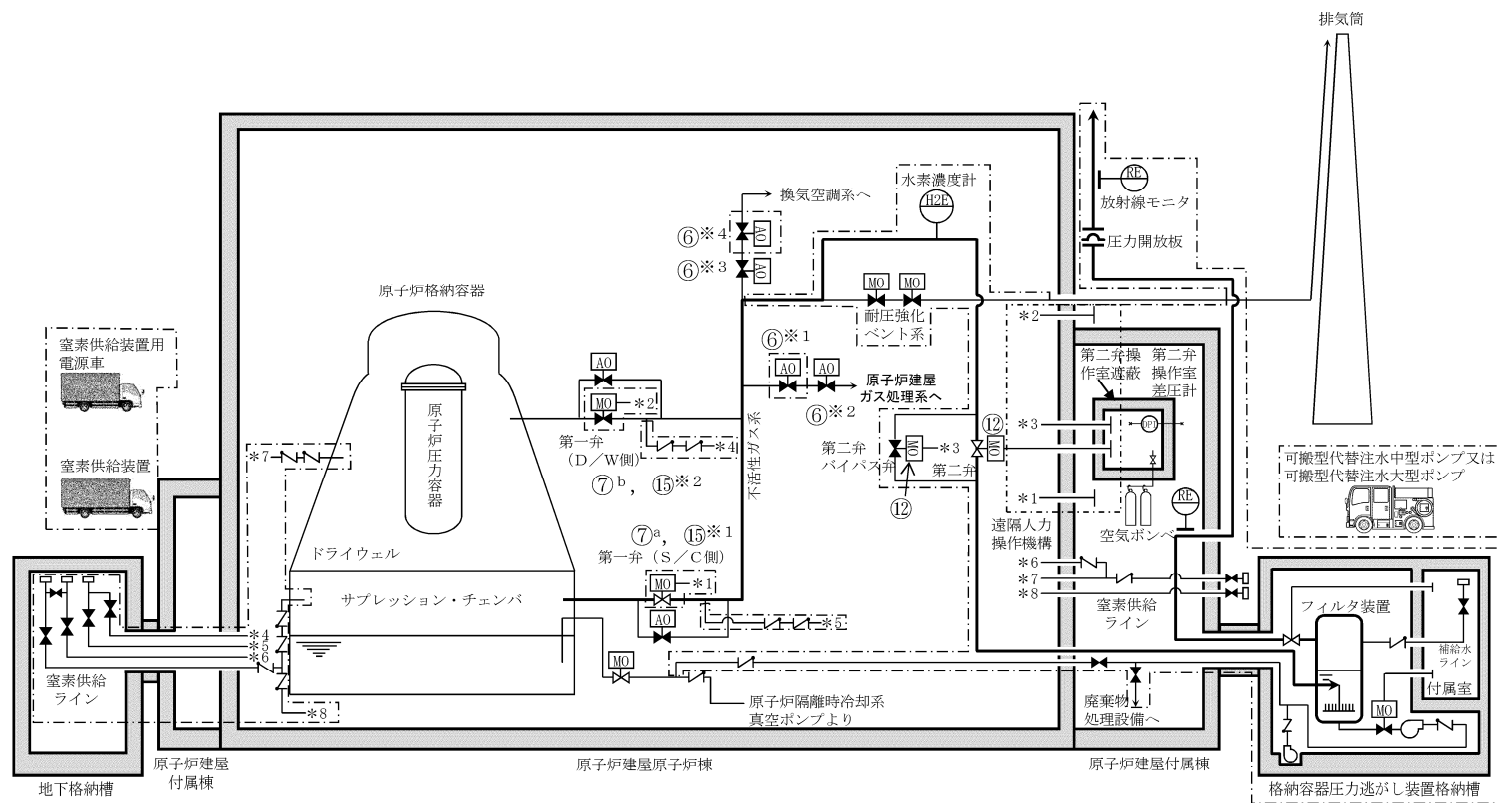 排気筒
換気空調系へ
⑥※4
AO
⑥※3
AO
水素濃度計
H2E
RE
放射線モニタ
圧力開放板
原子炉格納容器
MO
MO
耐圧強化
ベント系
*2
窒素供給装置用
電源車
AO
MO
*2
第一弁
(D/W側)
⑦b, ⑮※2
*4
⑥※1
AO
AO
原子炉建屋
ガス処理系へ
⑥※2
不活性ガス系
原子炉圧力容器
第二弁操
作室遮蔽
第二弁
操作室
差圧計
DPI
*3
⑫
MO
第二弁
バイパス弁
MO
*3
第二弁
⑫
*1
遠隔人力
操作機構
空気ボンベ
RE
可搬型代替注水中型ポンプ又は
可搬型代替注水大型ポンプ
窒素供給装置
*7
ドライウェル
⑦a, ⑮※1
第一弁(S/C側)
MO
*1
AO
*5
サプレッション・チェンバ
*6
*7
*8
窒素供給
ライン
フィルタ装置
補給水
ライン
付属室
MO
*4
*5
*6
窒素供給
ライン
*8
MO
原子炉隔離時冷却系
真空ポンプより
廃棄物
処理設備へ
地下格納槽
原子炉建屋
付属棟
原子炉建屋原子炉棟
原子炉建屋付属棟
格納容器圧力逃がし装置格納槽